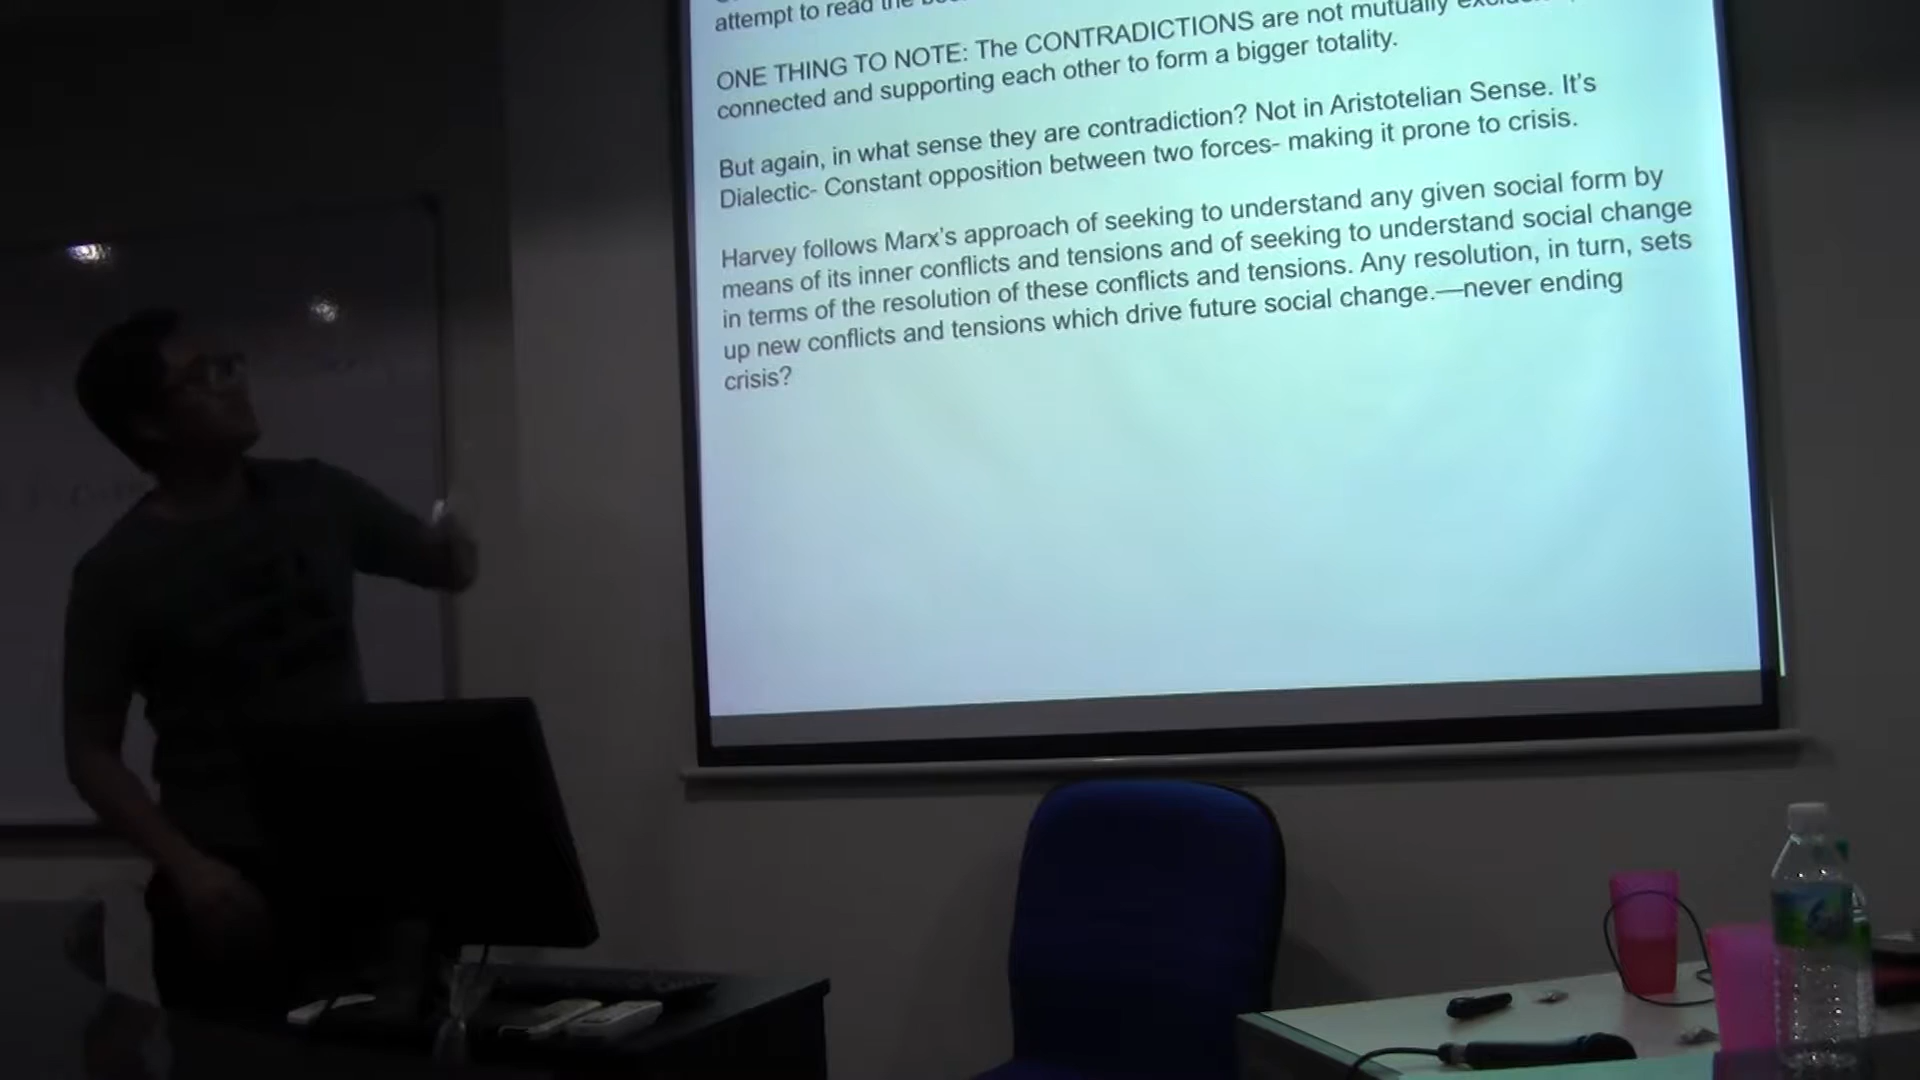 attempt to read the
ONE THING TO NOTE: The CONTRADICTIONS are not mutually
connected and supporting each other to form a bigger totality.
But again, in what sense they are contradiction? Not in Aristotelian Sense. It's
Dialectic- Constant opposition between two forces- making it prone to crisis.
Harvey follows Marx's approach of seeking to understand any given social form by
means of its inner conflicts and tensions and of seeking to understand social change
in terms of the resolution of these conflicts and tensions. Any resolution, in turn, sets
up new conflicts and tensions which drive future social change.—never ending
crisis?